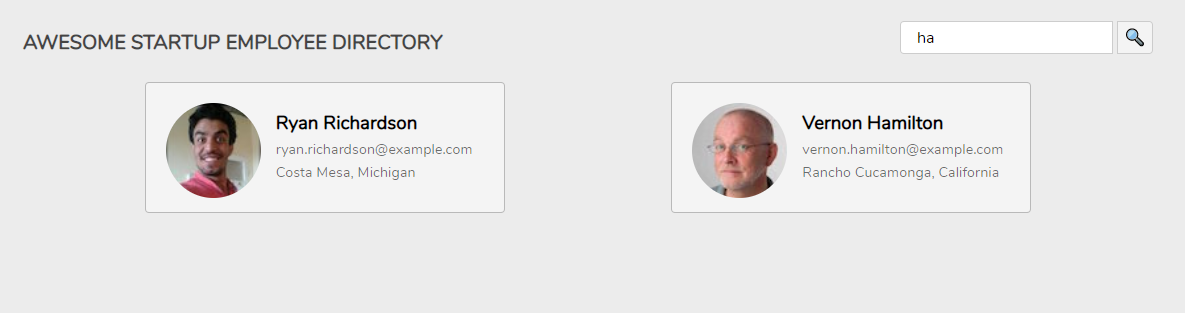 AWESOME STARTUP EMPLOYEE DIRECTORY
ha
Ryan Richardson
ryan.richardson@example.com
Costa Mesa, Michigan
Vernon Hamilton
vernon.hamilton@example.com
Rancho Cucamonga, California